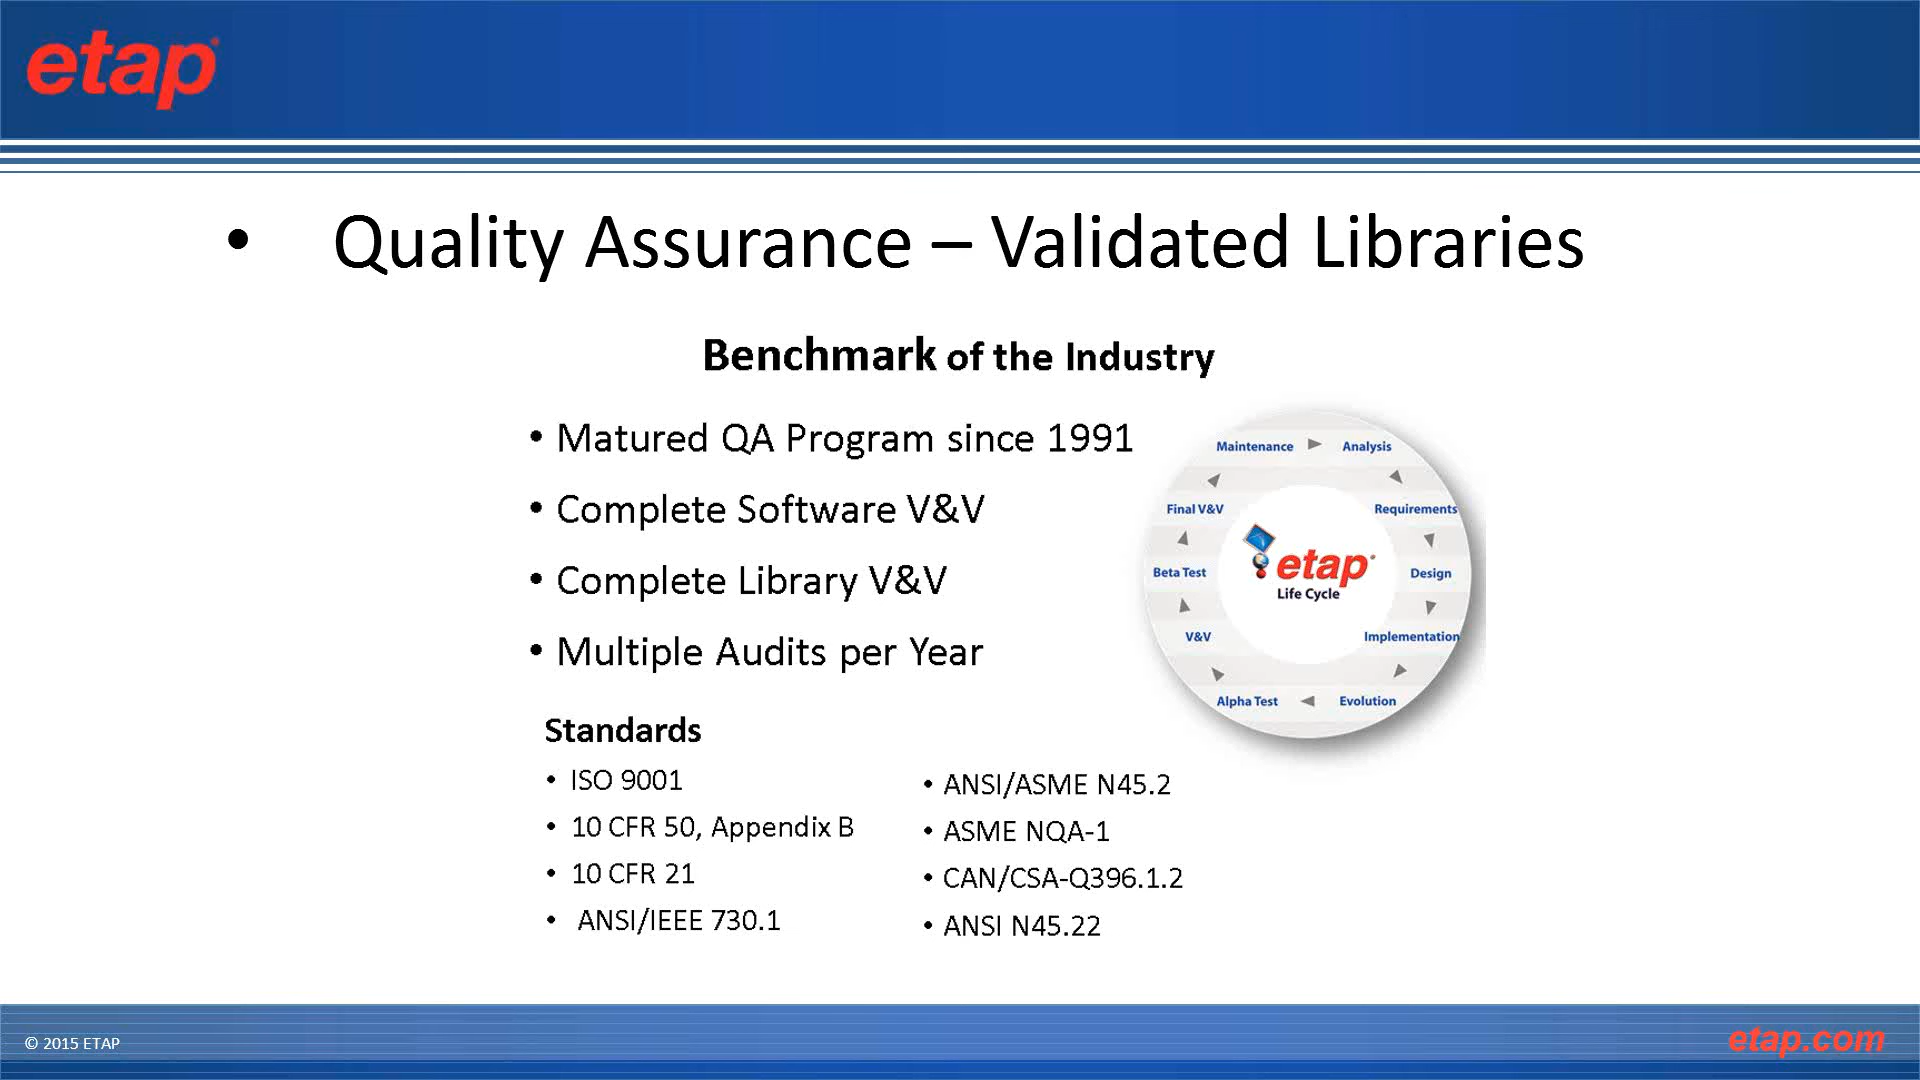 etap
• Quality Assurance – Validated Libraries
Benchmark of the Industry
• Matured QA Program since 1991
• Complete Software V&V
• Complete Library V&V
• Multiple Audits per Year
Maintenance
Analysis
Requirements
Design
Implementation
Evolution
Alpha Test
V&V
Beta Test
Final V&V
etap
Life Cycle
Standards
• ISO 9001
• 10 CFR 50, Appendix B
• 10 CFR 21
• ANSI/IEEE 730.1
• ANSI/ASME N45.2
• ASME NQA-1
• CAN/CSA-Q396.1.2
• ANSI N45.22
© 2015 ETAP
etap.com